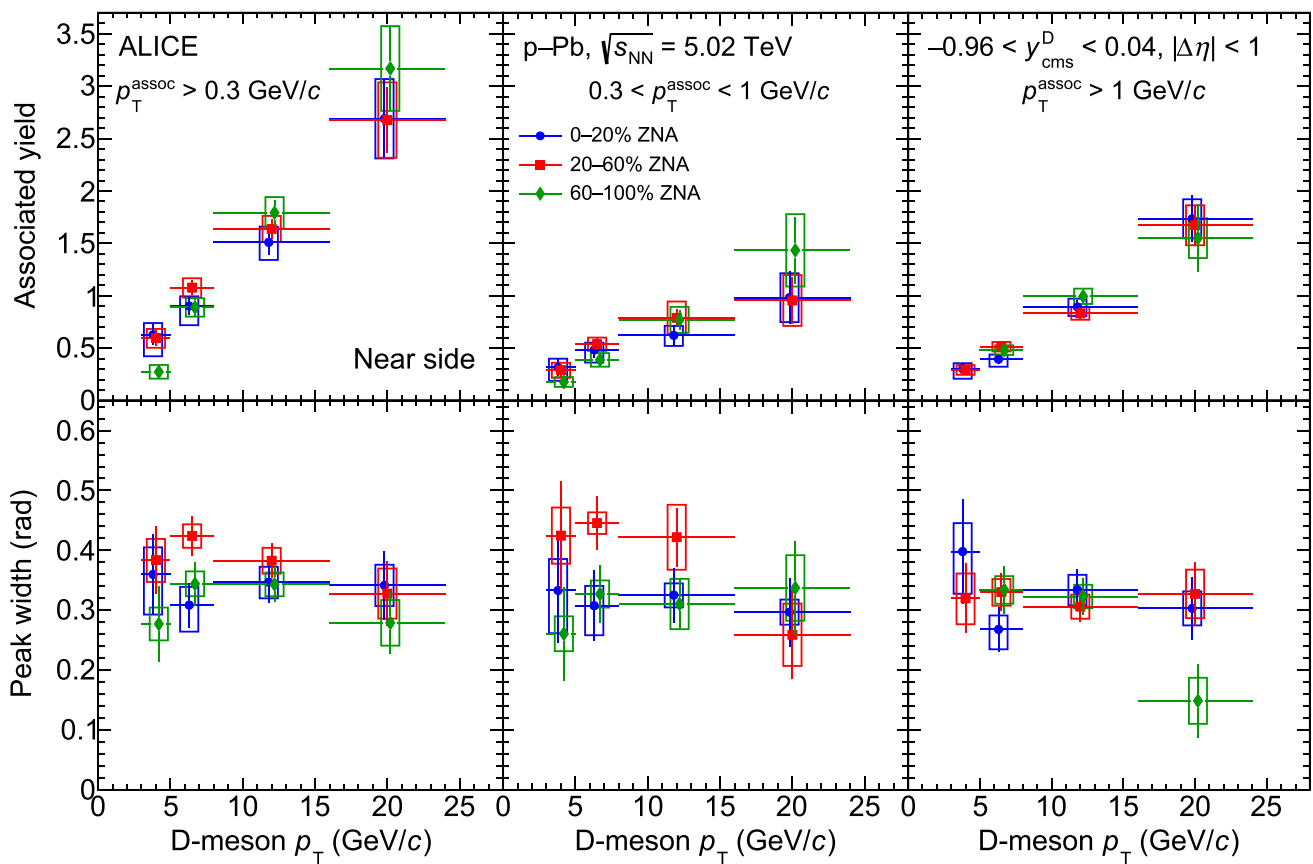 ALICE
p–Pb, √s_NN = 5.02 TeV
–0.96 < y^D_cms < 0.04, |Δη| < 1
p_T^assoc > 0.3 GeV/c
0.3 < p_T^assoc < 1 GeV/c
p_T^assoc > 1 GeV/c
0–20% ZNA
20–60% ZNA
60–100% ZNA
Near side
Associated yield
3.5
3
2.5
2
1.5
1
0.5
0
Peak width (rad)
0.6
0.5
0.4
0.3
0.2
0.1
0
0 5 10 15 20 25
0 5 10 15 20 25
0 5 10 15 20 25
D-meson p_T (GeV/c)
D-meson p_T (GeV/c)
D-meson p_T (GeV/c)